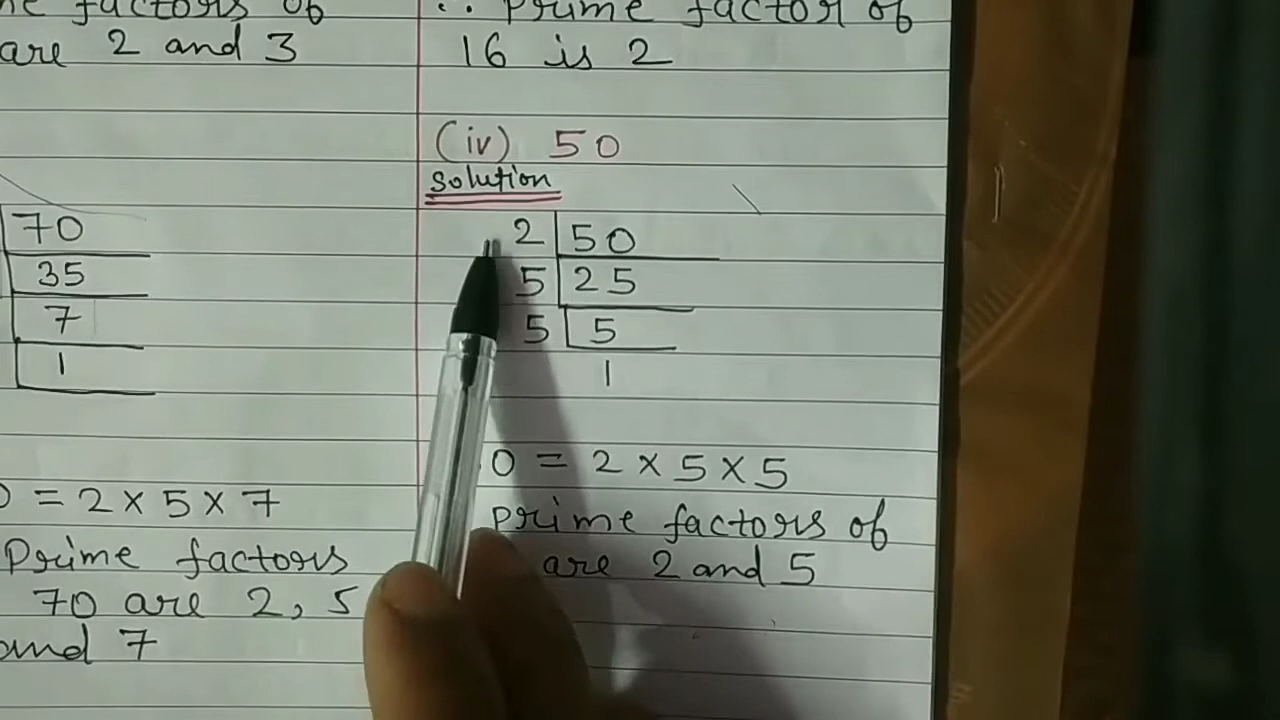 factors of
are 2 and 3
70
35
7
1
= 2 × 5 × 7
Prime factors
70 are 2, 5
and 7
∴ Prime factor of
16 is 2
(iv) 50
Solution
2 50
5 25
5 5
1
0 = 2 × 5 × 5
prime factors of
are 2 and 5